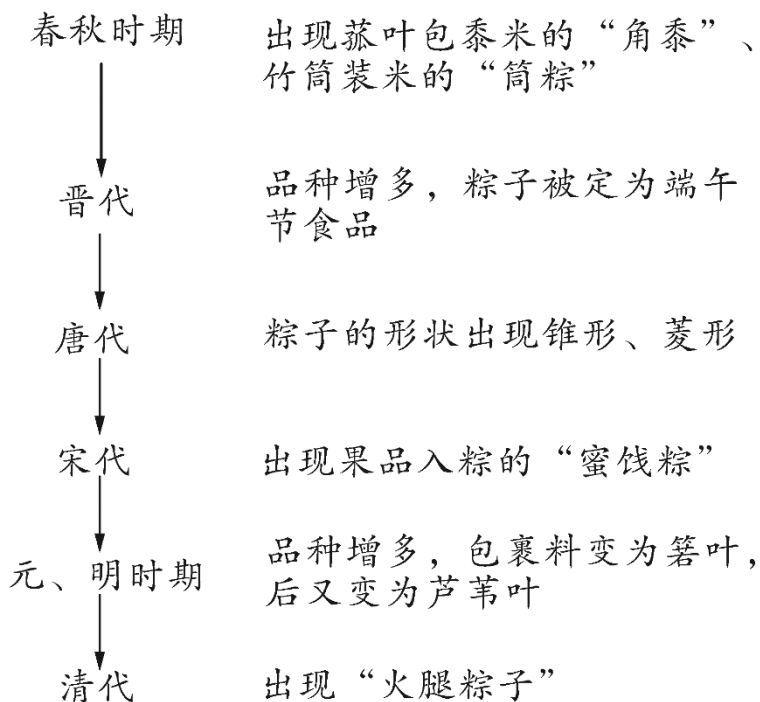 春秋时期 出现菰叶包黍米的“角黍”、
竹筒装米的“筒粽”
晋代 品种增多，粽子被定为端午
节食品
唐代 粽子的形状出现锥形、菱形
宋代 出现果品入粽的“蜜饯粽”
元、明时期 品种增多，包裹料变为箬叶，
后又变为芦苇叶
清代 出现“火腿粽子”